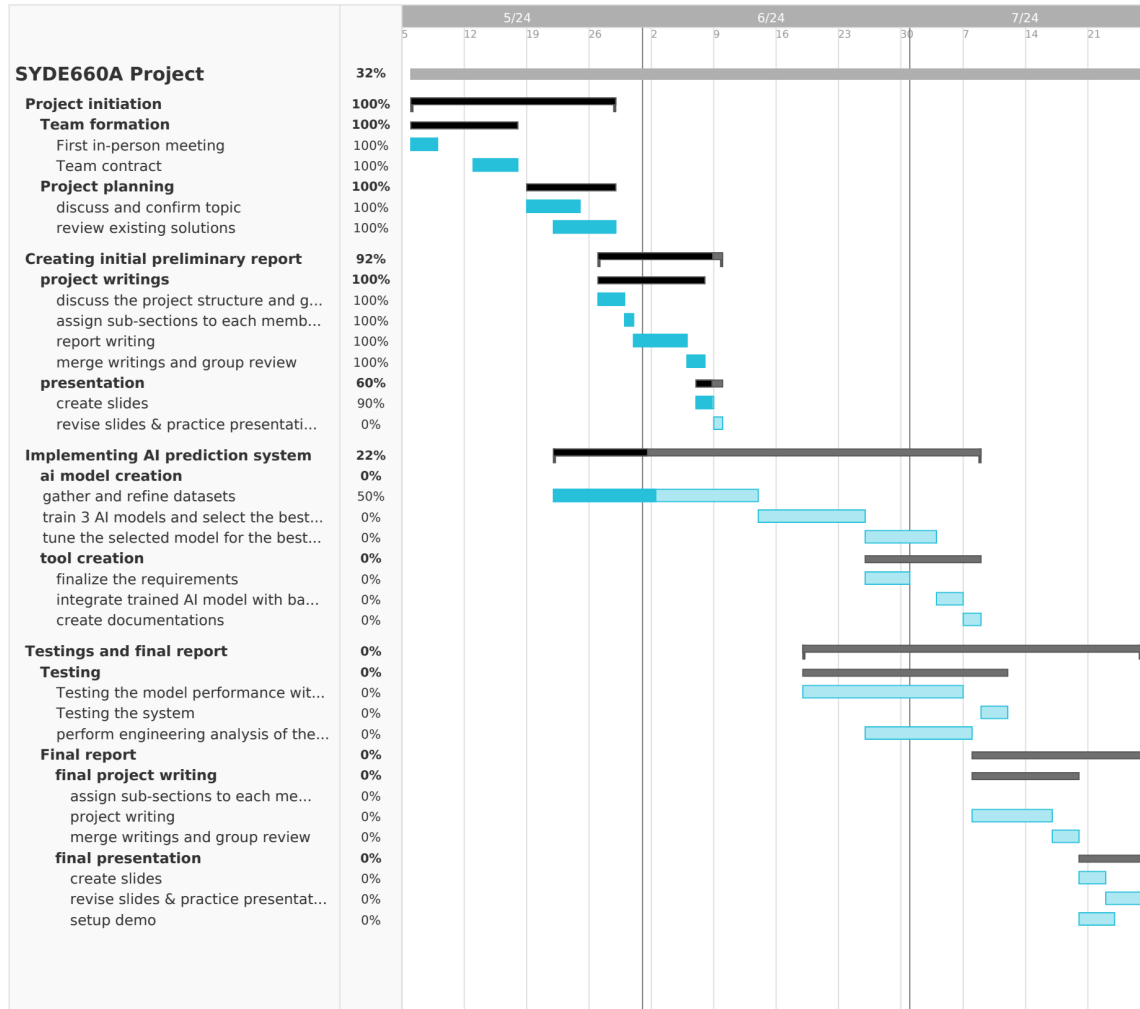 5/24 6/24 7/24
5 12 19 26 2 9 16 23 30 7 14 21
SYDE660A Project 32%
Project initiation 100%
Team formation 100%
First in-person meeting 100%
Team contract 100%
Project planning 100%
discuss and confirm topic 100%
review existing solutions 100%
Creating initial preliminary report 92%
project writings 100%
discuss the project structure and g... 100%
assign sub-sections to each memb... 100%
report writing 100%
merge writings and group review 100%
presentation 60%
create slides 90%
revise slides & practice presentati... 0%
Implementing AI prediction system 22%
ai model creation 0%
gather and refine datasets 50%
train 3 AI models and select the best... 0%
tune the selected model for the best... 0%
tool creation 0%
finalize the requirements 0%
integrate trained AI model with ba... 0%
create documentations 0%
Testings and final report 0%
Testing 0%
Testing the model performance wit... 0%
Testing the system 0%
perform engineering analysis of the... 0%
Final report 0%
final project writing 0%
assign sub-sections to each me... 0%
project writing 0%
merge writings and group review 0%
final presentation 0%
create slides 0%
revise slides & practice presentat... 0%
setup demo 0%